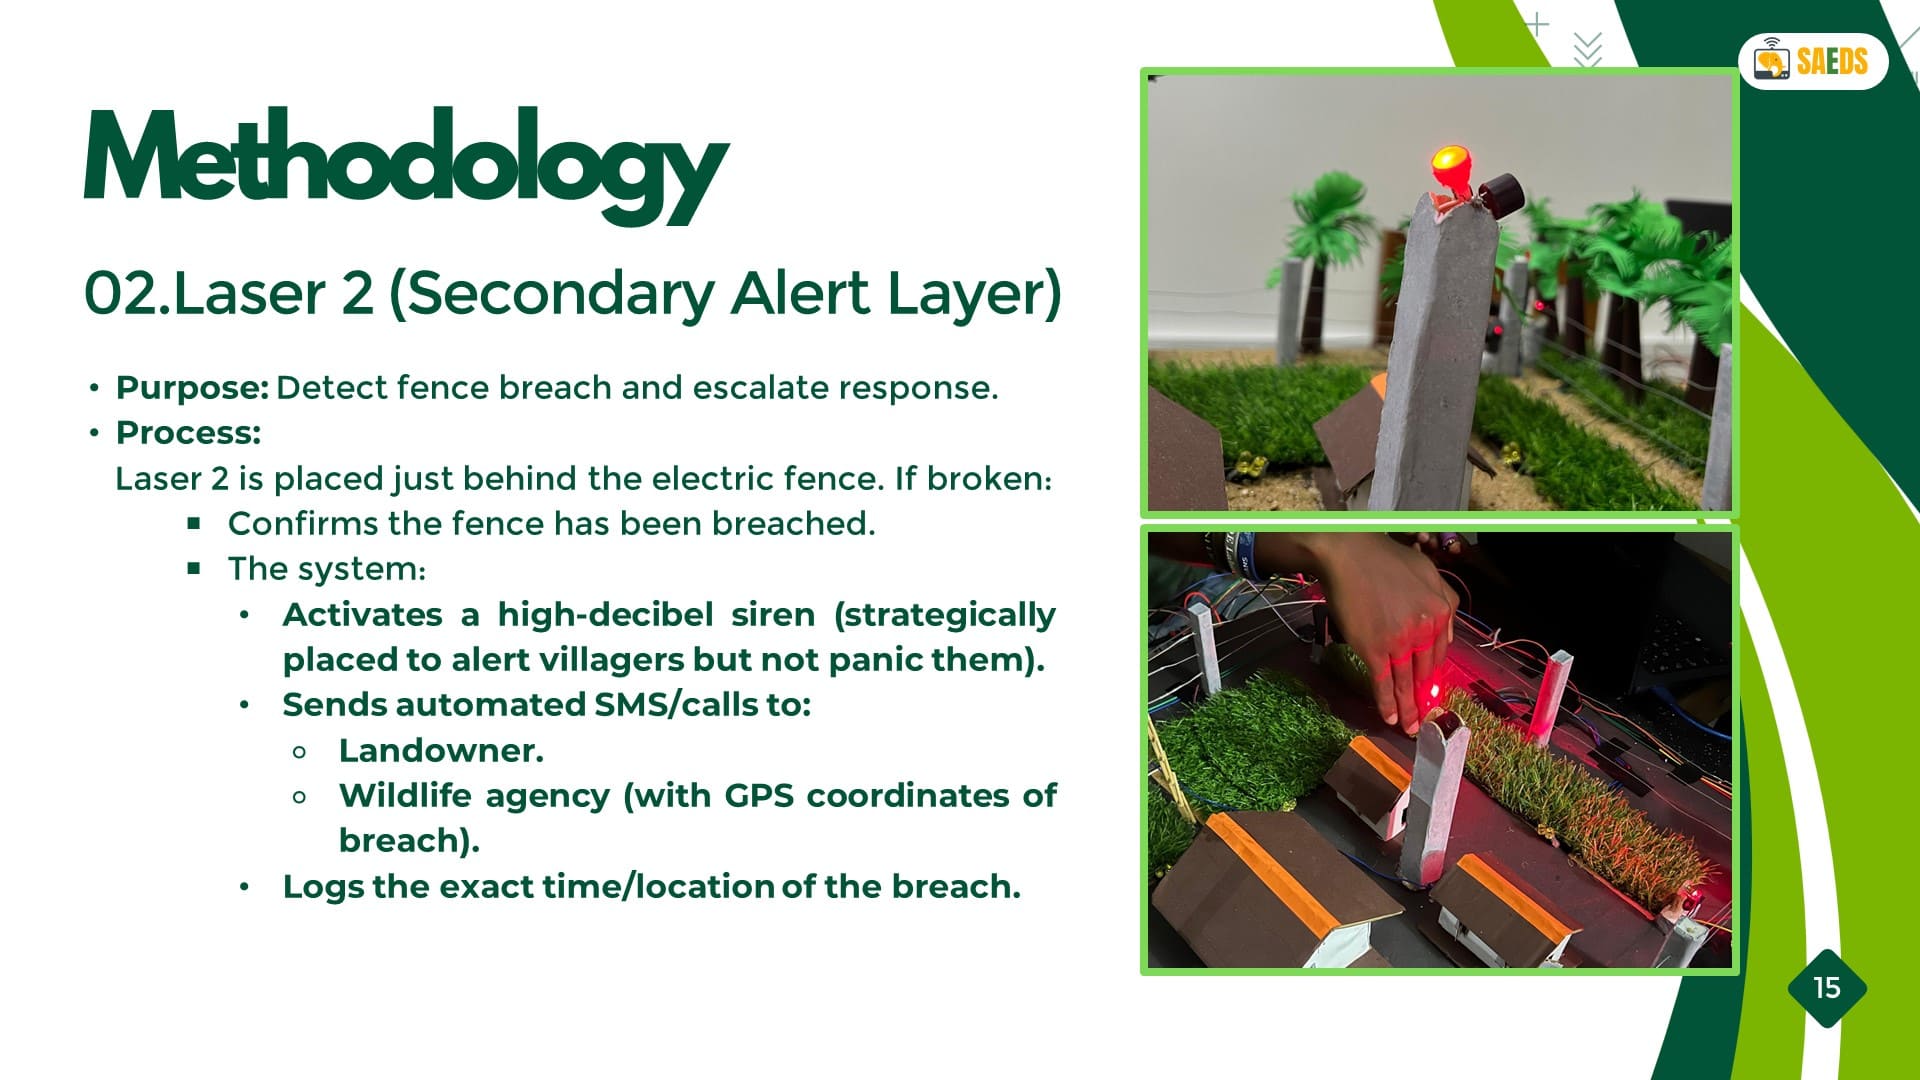 SAEDS
Methodology
02.Laser 2 (Secondary Alert Layer)
• Purpose: Detect fence breach and escalate response.
• Process:
Laser 2 is placed just behind the electric fence. If broken:
▪ Confirms the fence has been breached.
▪ The system:
• Activates a high-decibel siren (strategically
placed to alert villagers but not panic them).
• Sends automated SMS/calls to:
◦ Landowner.
◦ Wildlife agency (with GPS coordinates of
breach).
• Logs the exact time/location of the breach.
15